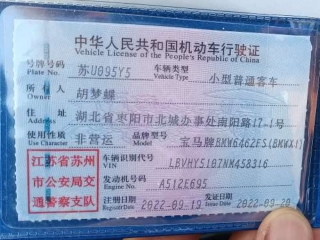 中华人民共和国机动车行驶证
Vehicle License of the People's Republic of China
号牌号码 苏U095Y5 车辆类型 小型普通客车
Plate No. Vehicle Type
所有人 胡梦蝶
Owner
住址 湖北省枣阳市北城办事处南阳路17-1号
Address
使用性质 非营运 品牌型号 宝马牌BMW6462FS(BMWX1)
Use Character Model
江苏省苏州市公安局交通警察支队
车辆识别代号 LBVHY5107NM458316
VIN
发动机号码 A512E695
Engine No.
注册日期 2022-09-19 发证日期 2022-09-20
Register Date Issue Date